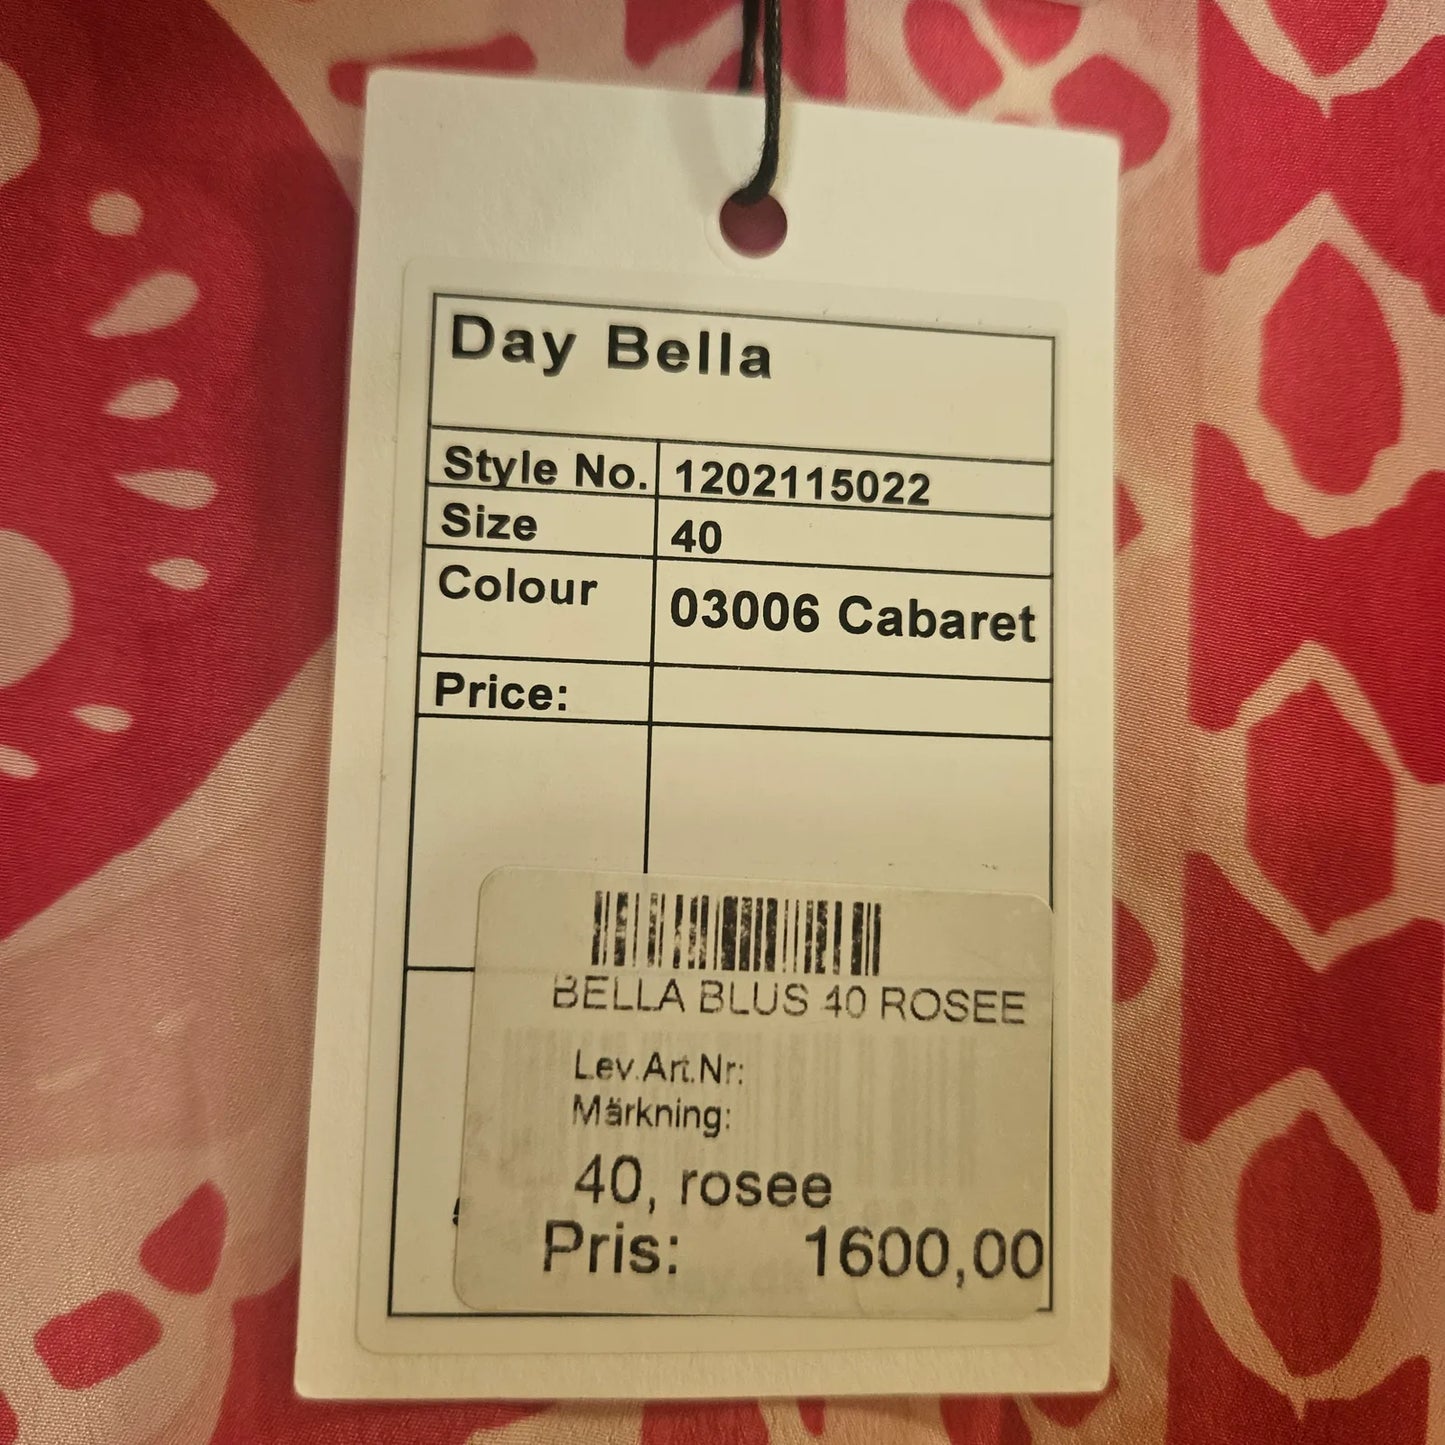 Day Bella
Style No. 1202115022
Size 40
Colour 03006 Cabaret
Price:
BELLA BLUS 40 ROSEE
Lev.Art.Nr:
Märkning:
40, rosee
Pris: 1600,00